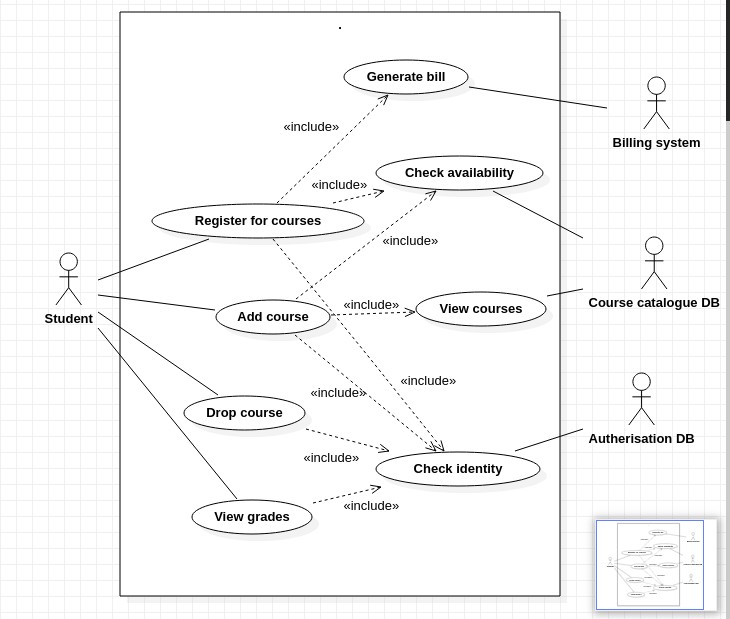 Generate bill
«include»
Billing system
Check availability
«include»
Register for courses
«include»
Student
Course catalogue DB
Add course
«include»
View courses
«include»
«include»
Drop course
Autherisation DB
«include»
Check identity
«include»
View grades